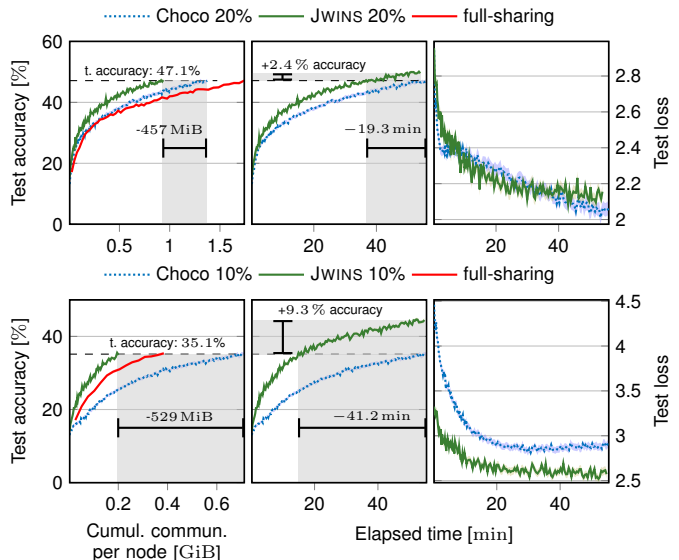 Choco 20% JWINS 20% full-sharing
60
40
20
0
Test accuracy [%]
t. accuracy: 47.1%
-457 MiB
0.5 1 1.5
+2.4 % accuracy
−19.3 min
20 40
2.8
2.6
2.4
2.2
2
Test loss
20 40
Choco 10% JWINS 10% full-sharing
40
20
0
Test accuracy [%]
t. accuracy: 35.1%
-529 MiB
0.2 0.4 0.6
Cumul. commun.
per node [GiB]
+9.3 % accuracy
−41.2 min
20 40
4.5
4
3.5
3
2.5
Test loss
20 40
Elapsed time [min]